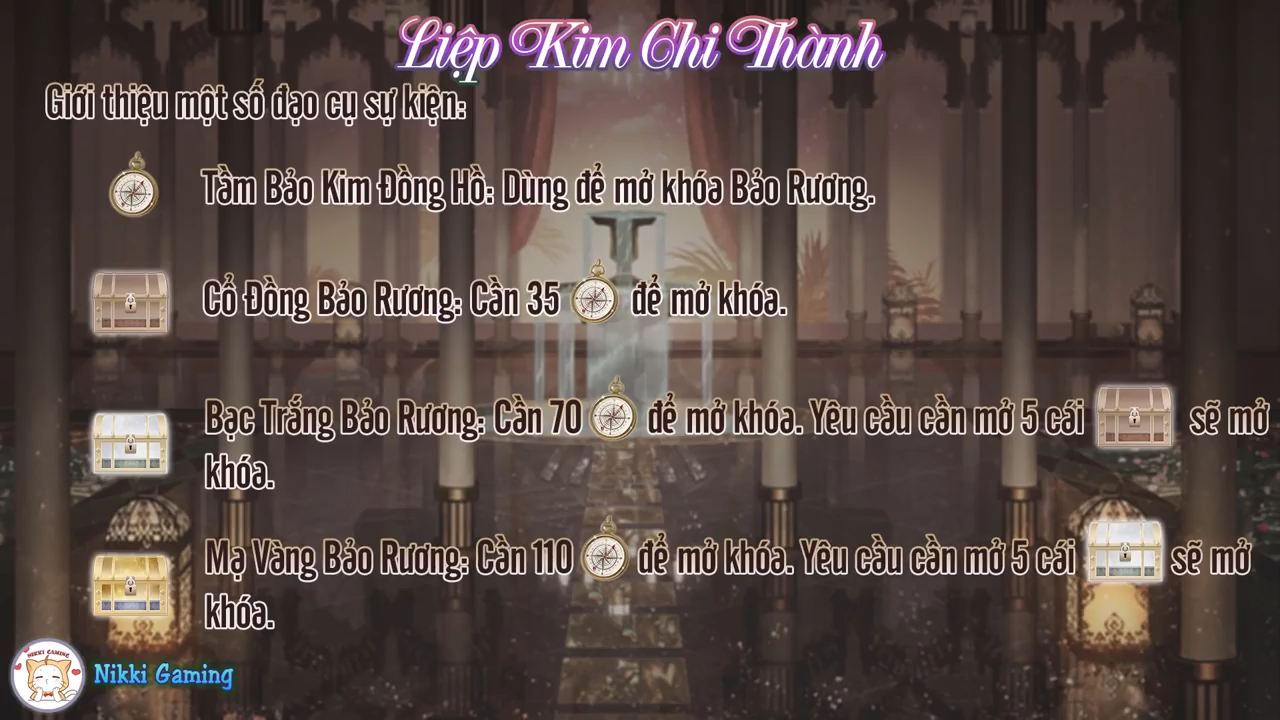 Liệp Kim Chi Thành
Giới thiệu một số đạo cụ sự kiện:
Tầm Bảo Kim Đồng Hồ: Dùng để mở khóa Bảo Rương.
Cổ Đồng Bảo Rương: Cần 35 để mở khóa.
Bạc Trắng Bảo Rương: Cần 70 để mở khóa. Yêu cầu cần mở 5 cái sẽ mở
khóa.
Mạ Vàng Bảo Rương: Cần 110 để mở khóa. Yêu cầu cần mở 5 cái sẽ mở
khóa.
NIKKI GAMING
Nikki Gaming